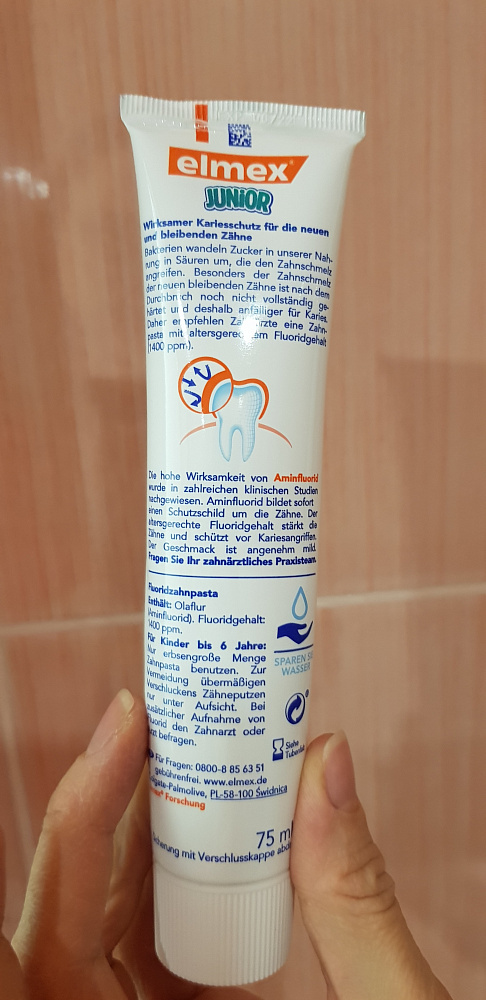 elmex®
JUNIOR
Wirksamer Kariesschutz für die neuen
und bleibenden Zähne
Bakterien wandeln Zucker in unserer Nah-
rung in Säuren um, die den Zahnschmelz
angreifen. Besonders der Zahnschmelz
der neuen bleibenden Zähne ist nach dem
Durchbruch noch nicht vollständig ge-
härtet und deshalb anfälliger für Karies.
Daher empfehlen Zahnärzte eine Zahn-
pasta mit altersgerechtem Fluoridgehalt
(1400 ppm).
Die hohe Wirksamkeit von Aminfluorid
wurde in zahlreichen klinischen Studien
nachgewiesen. Aminfluorid bildet sofort
einen Schutzschild um die Zähne. Der
altersgerechte Fluoridgehalt stärkt die
Zähne und schützt vor Kariesangriffen.
Der Geschmack ist angenehm mild.
Fragen Sie Ihr zahnärztliches Praxisteam.
Fluoridzahnpasta
Enthält: Olaflur
(Aminfluorid). Fluoridgehalt:
1400 ppm.
Für Kinder bis 6 Jahre:
Nur erbsengroße Menge
Zahnpasta benutzen. Zur
Vermeidung übermäßigen
Verschluckens Zähneputzen
nur unter Aufsicht. Bei
zusätzlicher Aufnahme von
Fluorid den Zahnarzt oder
Arzt befragen.
SPAREN SIE
WASSER
Siehe
Für Fragen: 0800-8 85 63 51
gebührenfrei. www.elmex.de
Colgate-Palmolive, PL-58-100 Świdnica
Forschung
75 ml
mit Verschlusskappe